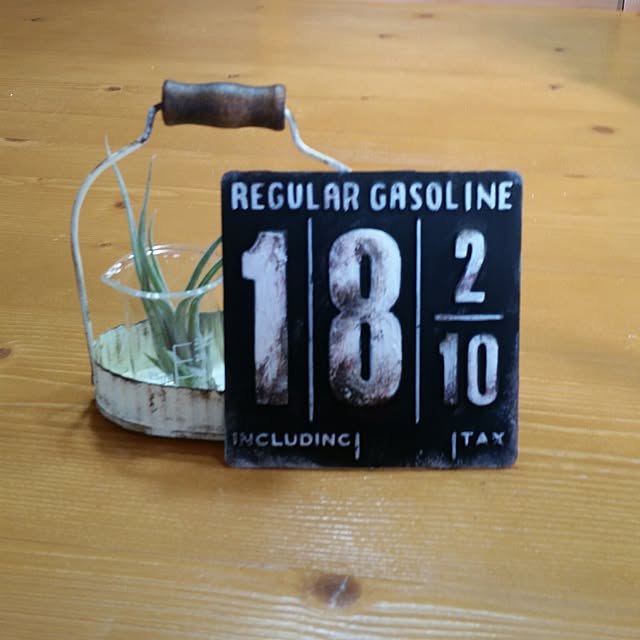 REGULAR GASOLINE
18 2/10
INCLUDING TAX